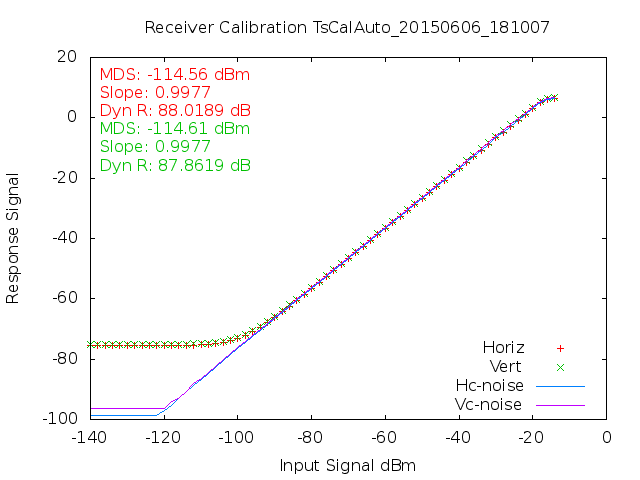 Receiver Calibration TsCalAuto_20150606_181007
20
0
-20
-40
-60
-80
-100
Response Signal
MDS: -114.56 dBm
Slope: 0.9977
Dyn R: 88.0189 dB
MDS: -114.61 dBm
Slope: 0.9977
Dyn R: 87.8619 dB
Horiz
Vert
Hc-noise
Vc-noise
-140 -120 -100 -80 -60 -40 -20 0
Input Signal dBm